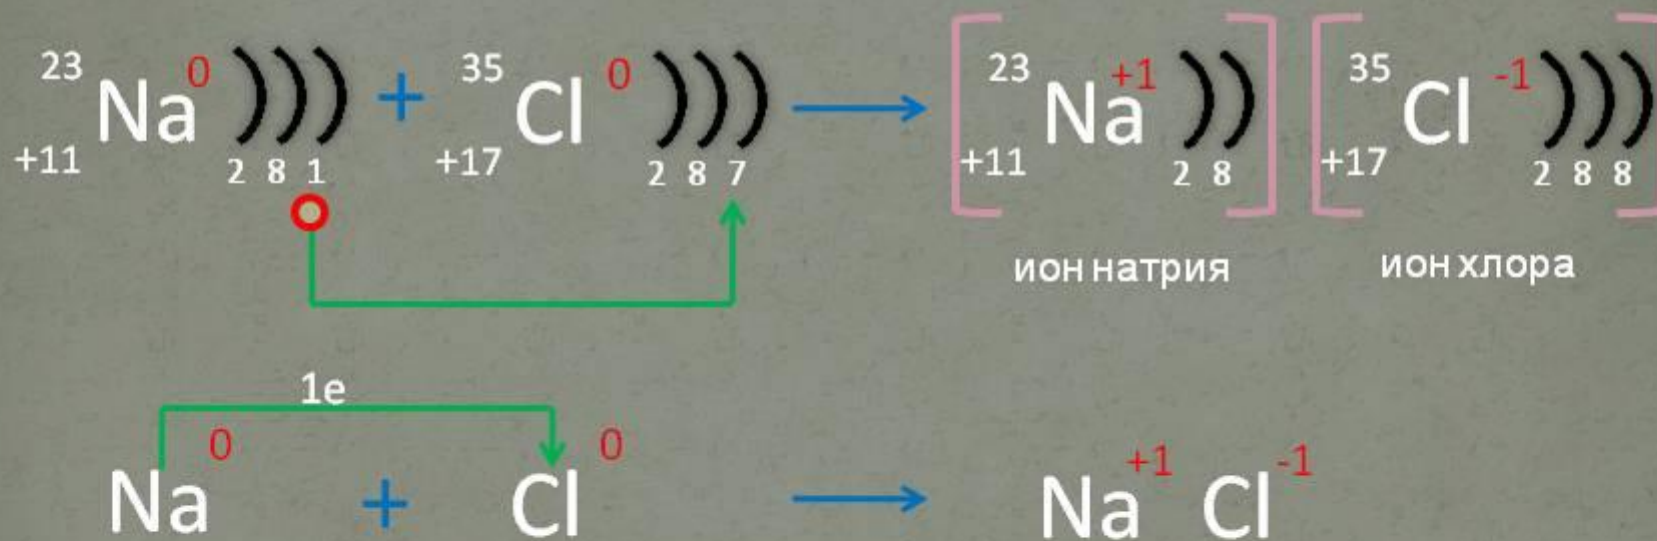 23 Na 0 + 35 Cl 0 → 23 Na +1 35 Cl -1
+11 2 8 1 +17 2 8 7 +11 2 8 +17 2 8 8
ион натрия ион хлора
1e
Na 0 + Cl 0 → Na +1 Cl -1